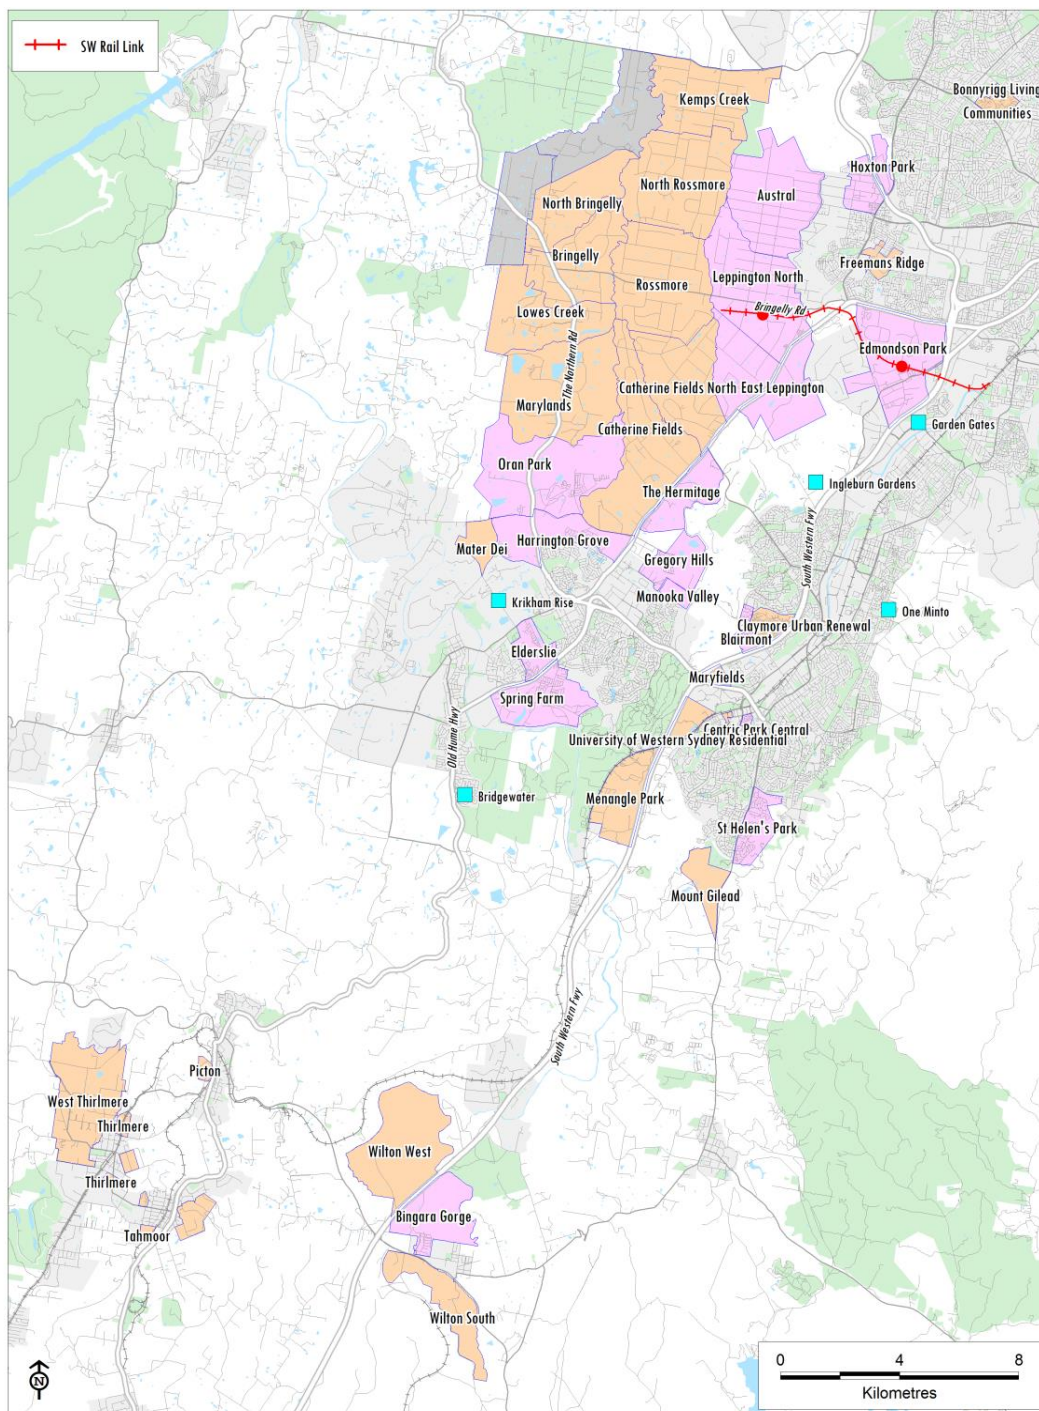 SW Rail Link
Bonnyrigg Living
Communities
Kemps Creek
Hoxton Park
North Rossmore
Austral
North Bringelly
Bringelly
Freemans Ridge
Leppington North
Rossmore
Bringelly Rd
Lowes Creek
The Northern Rd
Edmondson Park
Catherine Fields North East Leppington
Marylands
Garden Gates
Catherine Fields
Oran Park
Ingleburn Gardens
The Hermitage
South Western Fwy
Harrington Grove
Mater Dei
Gregory Hills
Manooka Valley
Krikham Rise
One Minto
Claymore Urban Renewal
Blairmont
Elderslie
Maryfields
Spring Farm
Old Hume Hwy
Centric Park Central
University of Western Sydney Residential
Bridgewater
Menangle Park
St Helen's Park
Mount Gilead
South Western Fwy
Picton
West Thirlmere
Thirlmere
Wilton West
Thirlmere
Bingara Gorge
Tahmoor
Wilton South
N
0 4 8
Kilometres